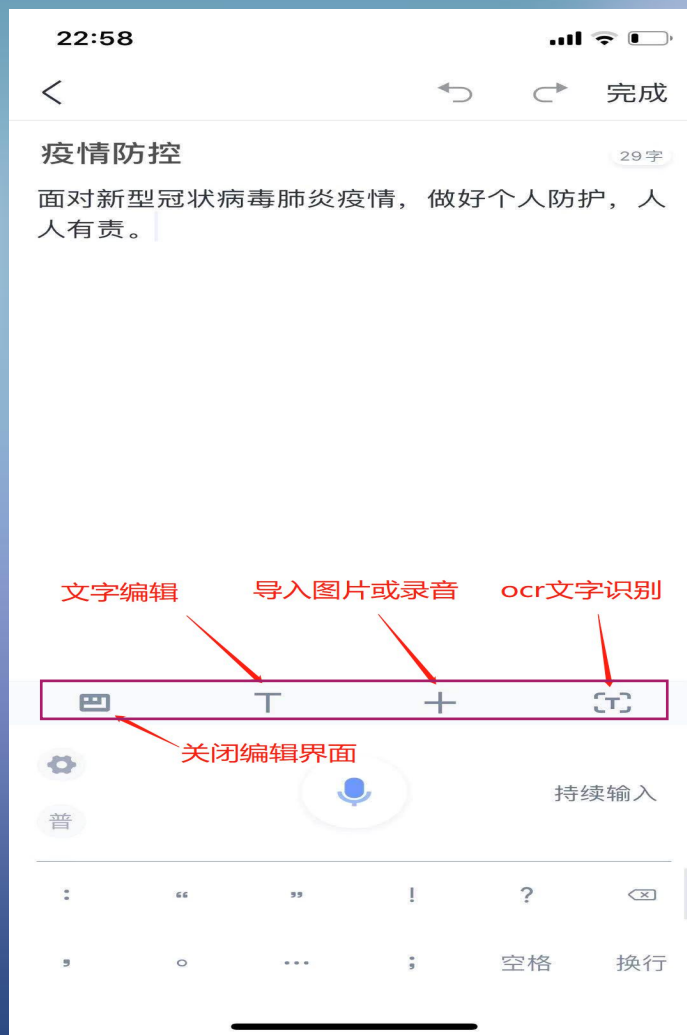 22:58
完成
疫情防控
29字
面对新型冠状病毒肺炎疫情，做好个人防护，人
人有责。
文字编辑 导入图片或录音 ocr文字识别
关闭编辑界面
持续输入
普
： “ ” ！ ？
， 。 … ； 空格 换行